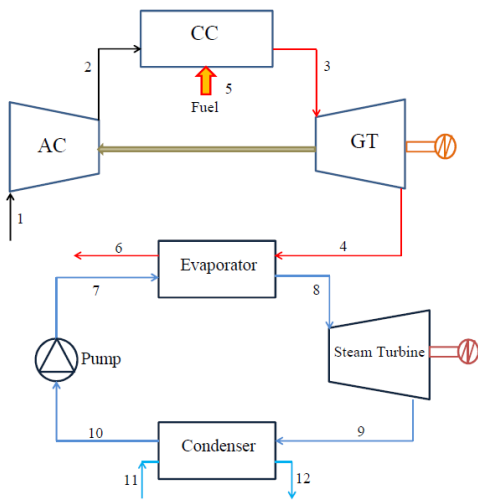 CC
2
3
5
Fuel
AC
GT
1
6
4
Evaporator
7
8
Pump
Steam Turbine
10
9
Condenser
11
12